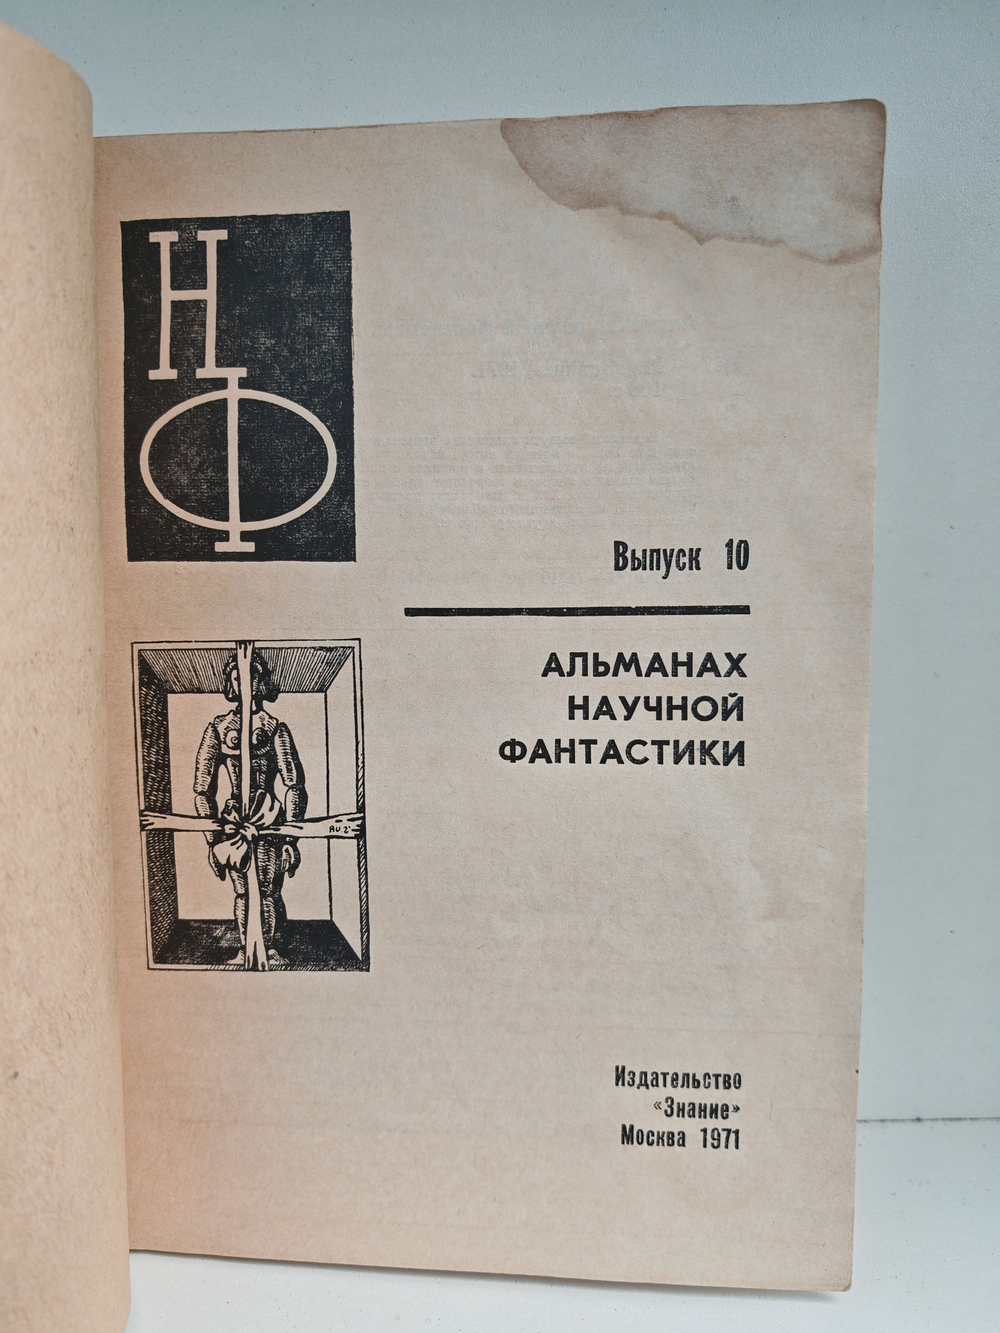 НФ
Выпуск 10
АЛЬМАНАХ
НАУЧНОЙ
ФАНТАСТИКИ
Издательство
«Знание»
Москва 1971